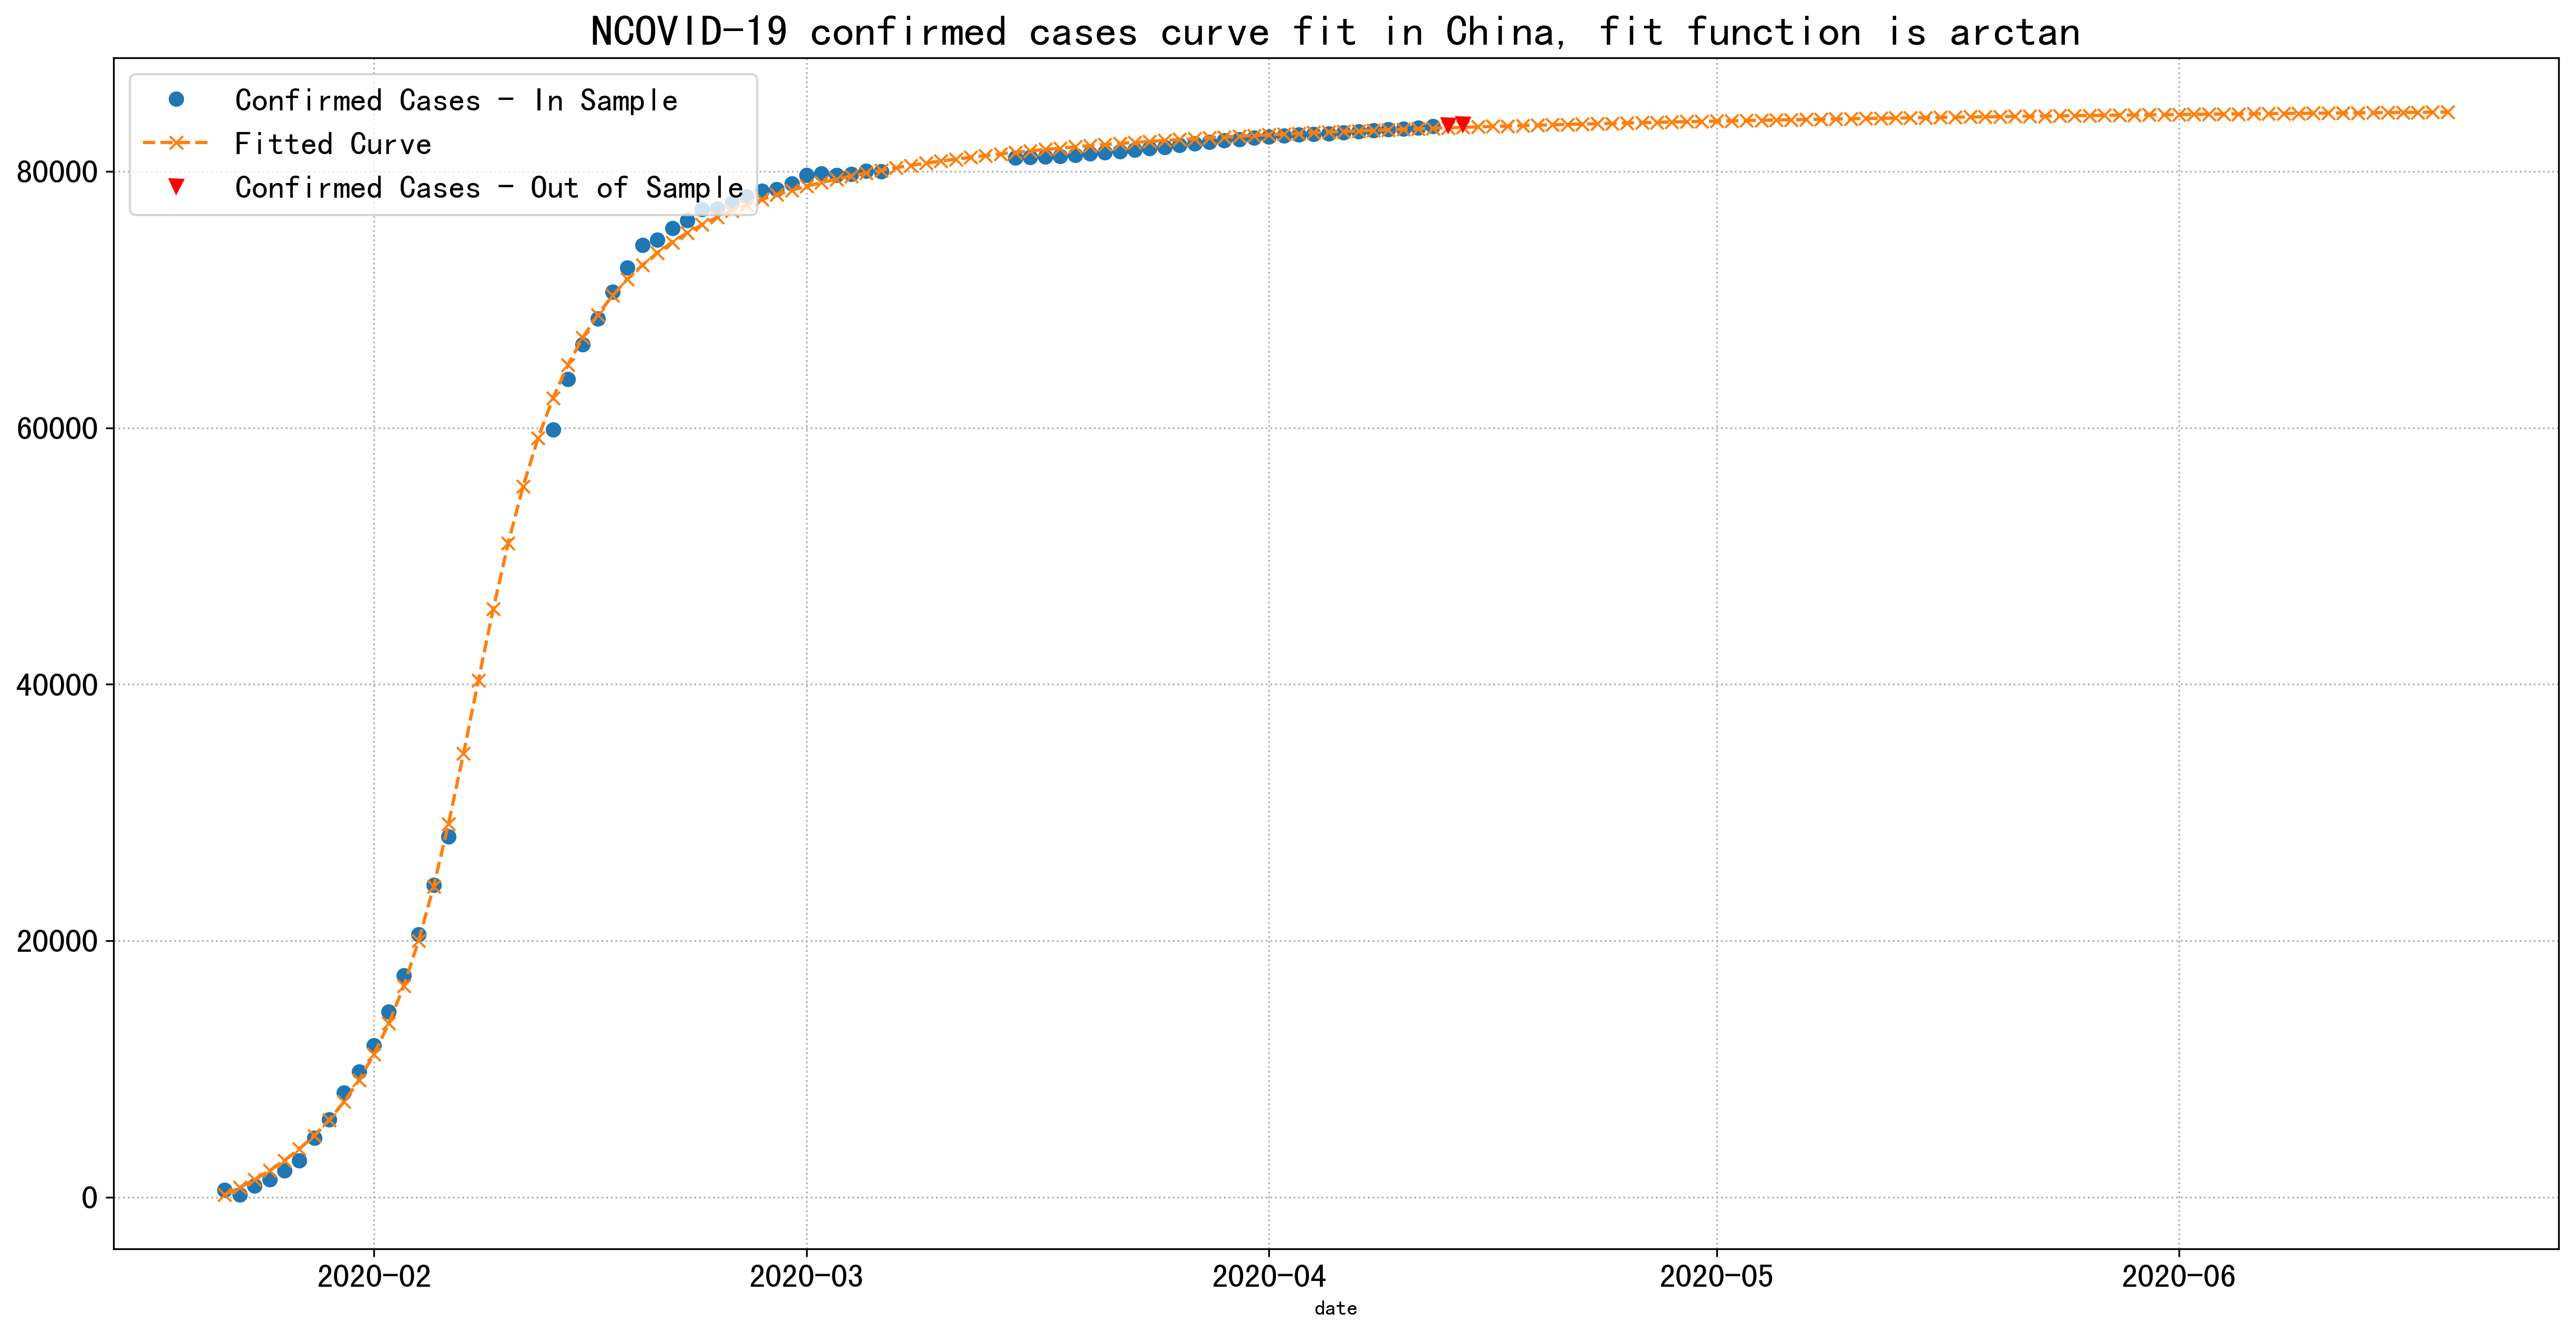 NCOVID-19 confirmed cases curve fit in China, fit function is arctan
Confirmed Cases - In Sample
Fitted Curve
Confirmed Cases - Out of Sample
80000
60000
40000
20000
0
2020-02 2020-03 2020-04 2020-05 2020-06
date